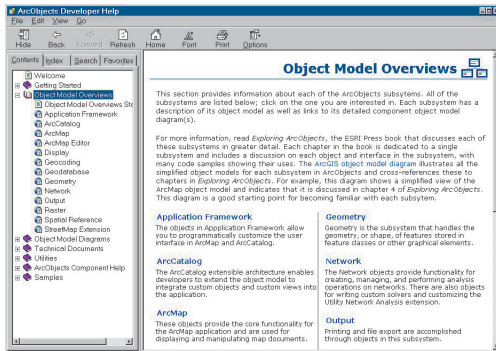 ArcObjects Developer Help
File Edit View Go
Hide Back Forward Refresh Home Font Print Options
Contents Index Search Favorites
Welcome
Getting Started
Object Model Overviews
Object Model Overviews Sta
Application Framework
ArcCatalog
ArcMap
ArcMap Editor
Display
Geocoding
Geodatabase
Geometry
Network
Output
Raster
Spatial Reference
StreetMap Extension
Object Model Diagrams
Technical Documents
Utilities
ArcObjects Component Help
Samples
Object Model Overviews
This section provides information about each of the ArcObjects subsystems. All of the
subsystems are listed below; click on the one you are interested in. Each subsystem has a
description of its object model as well as links to its detailed component object model
diagram(s).
For more information, read Exploring ArcObjects, the ESRI Press book that discusses each of
these subsystems in greater detail. Each chapter in the book is dedicated to a single
subsystem and includes a discussion on each object and interface in the subsystem, with
many code samples showing their uses. The ArcGIS object model diagram illustrates all the
simplified object models for each subsystem in ArcObjects and cross-references these to
chapters in Exploring ArcObjects. For example, this diagram shows a simplified view of the
ArcMap object model and indicates that it is discussed in chapter 4 of Exploring ArcObjects.
This diagram is a good starting point for becoming familiar with each subsystem.
Application Framework
The objects in Application Framework allow
you to programmatically customize the user
interface in ArcMap and ArcCatalog.
ArcCatalog
The ArcCatalog extensible architecture enables
developers to extend the object model to
integrate custom objects and custom views into
the application.
ArcMap
These objects provide the core functionality for
the ArcMap application and are used for
displaying and manipulating map documents.
Geometry
Geometry is the subsystem that handles the
geometry, or shape, of features stored in
feature classes or other graphical elements.
Network
The Network objects provide functionality for
creating, managing, and performing analysis
operations on networks. There are also objects
for writing custom solvers and customizing the
Utility Network Analysis extension.
Output
Printing and file export are accomplished
through objects in this subsystem.